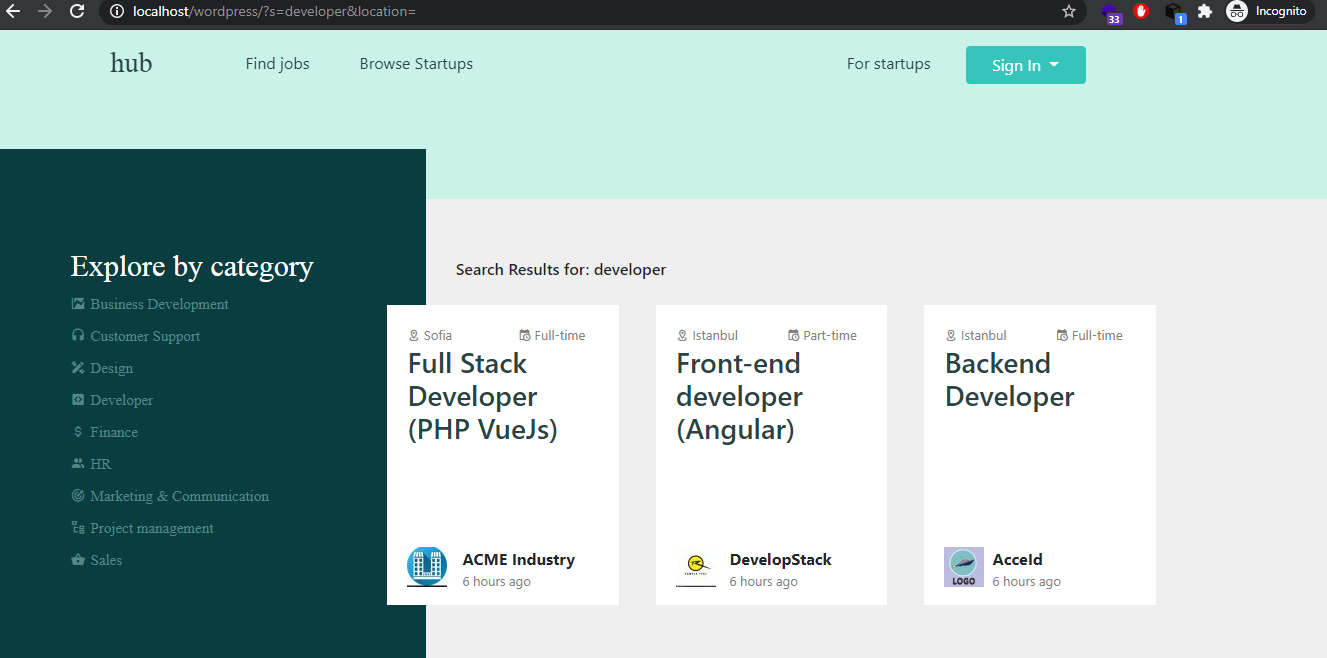 localhost/wordpress/?s=developer&location=
33
1
Incognito
hub
Find jobs
Browse Startups
For startups
Sign In
Explore by category
Business Development
Customer Support
Design
Developer
Finance
HR
Marketing & Communication
Project management
Sales
Search Results for: developer
Sofia
Full-time
Full Stack
Developer
(PHP VueJs)
ACME Industry
6 hours ago
Istanbul
Part-time
Front-end
developer
(Angular)
DevelopStack
6 hours ago
Istanbul
Full-time
Backend
Developer
LOGO
AcceId
6 hours ago